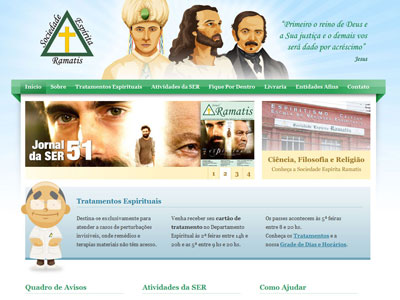 Sociedade Espírita
Ramatis
"Primeiro o reino de Deus e
a Sua justiça e o demais vos
será dado por acréscimo"
Jesus
Início Sobre Tratamentos Espirituais Atividades da SER Fique Por Dentro Livraria Entidades Afins Contato
Jornal
da SER 51
Ramatis
1 2 3 4
Ciência, Filosofia e Religião
Conheça a Sociedade Espírita Ramatis
Tratamentos Espirituais
Destina-se exclusivamente para
atender a casos de perturbações
invisíveis, onde remédios e
terapias materiais não têm acesso.
Venha receber seu cartão de
tratamento no Departamento
Espiritual às 2ª feiras entre 14h e
20h e as 5ª entre 9 hs e 20 hs.
Os passes acontecem às 5ª feiras
entre 8 e 20 hs.
Conheça os Tratamentos e a
nossa Grade de Dias e Horários.
Quadro de Avisos
Atividades da SER
Como Ajudar